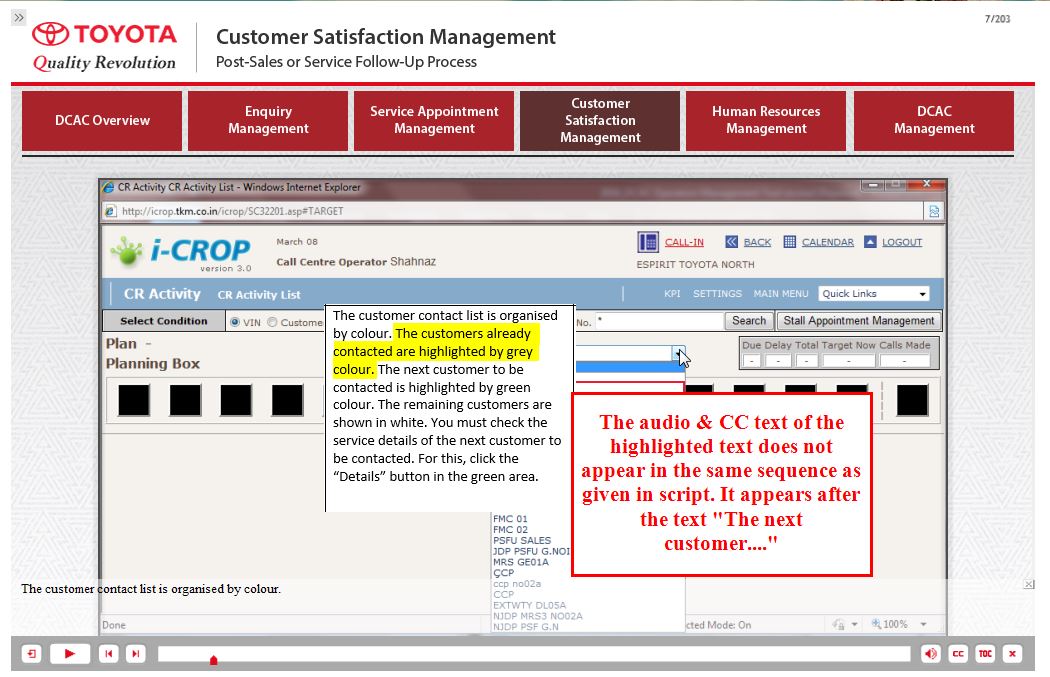 7/203
TOYOTA
Quality Revolution
Customer Satisfaction Management
Post-Sales or Service Follow-Up Process
DCAC Overview
Enquiry
Management
Service Appointment
Management
Customer
Satisfaction
Management
Human Resources
Management
DCAC
Management
CR Activity CR Activity List - Windows Internet Explorer
http://icrop.tkm.co.in/icrop/SC32201.asp#TARGET
i-CROP
version 3.0
March 08
Call Centre Operator Shahnaz
CALL-IN BACK CALENDAR LOGOUT
ESPIRIT TOYOTA NORTH
CR Activity CR Activity List
KPI SETTINGS MAIN MENU Quick Links
Select Condition VIN Custome
No. * Search Stall Appointment Management
Plan -
Planning Box
Due Delay Total Target Now Calls Made
- - - - -
The customer contact list is organised
by colour. The customers already
contacted are highlighted by grey
colour. The next customer to be
contacted is highlighted by green
colour. The remaining customers are
shown in white. You must check the
service details of the next customer to
be contacted. For this, click the
“Details” button in the green area.
The audio & CC text of the
highlighted text does not
appear in the same sequence as
given in script. It appears after
the text "The next
customer...."
FMC 01
FMC 02
PSFU SALES
JDP PSFU G.NOI
MRS GE01A
CCP
ccp no02a
CCP
EXTWTY DL05A
NJDP MRS3 NO02A
NJDP PSF G.N
The customer contact list is organised by colour.
Done
cted Mode: On
100%
CC
TOC